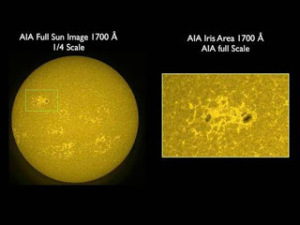 AIA Full Sun Image 1700 Å
1/4 Scale
AIA Iris Area 1700 Å
AIA full Scale